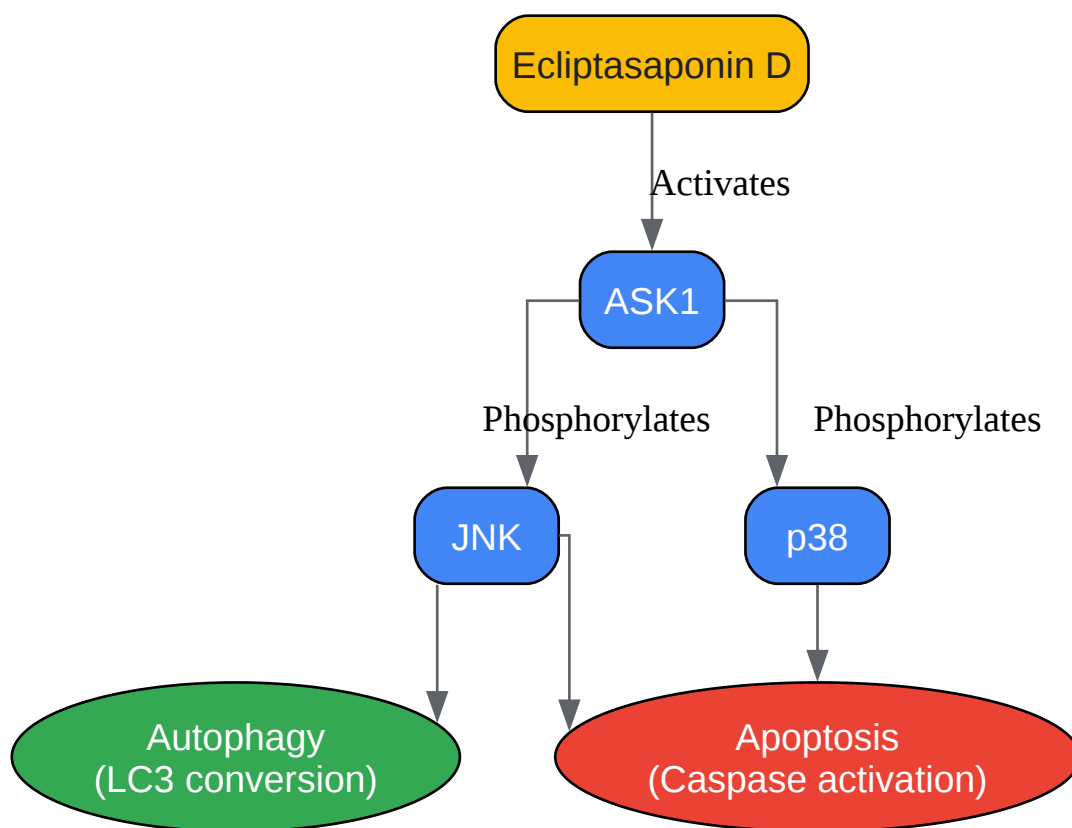 Ecliptasaponin D
Activates
ASK1
Phosphorylates
Phosphorylates
JNK
p38
Autophagy
(LC3 conversion)
Apoptosis
(Caspase activation)